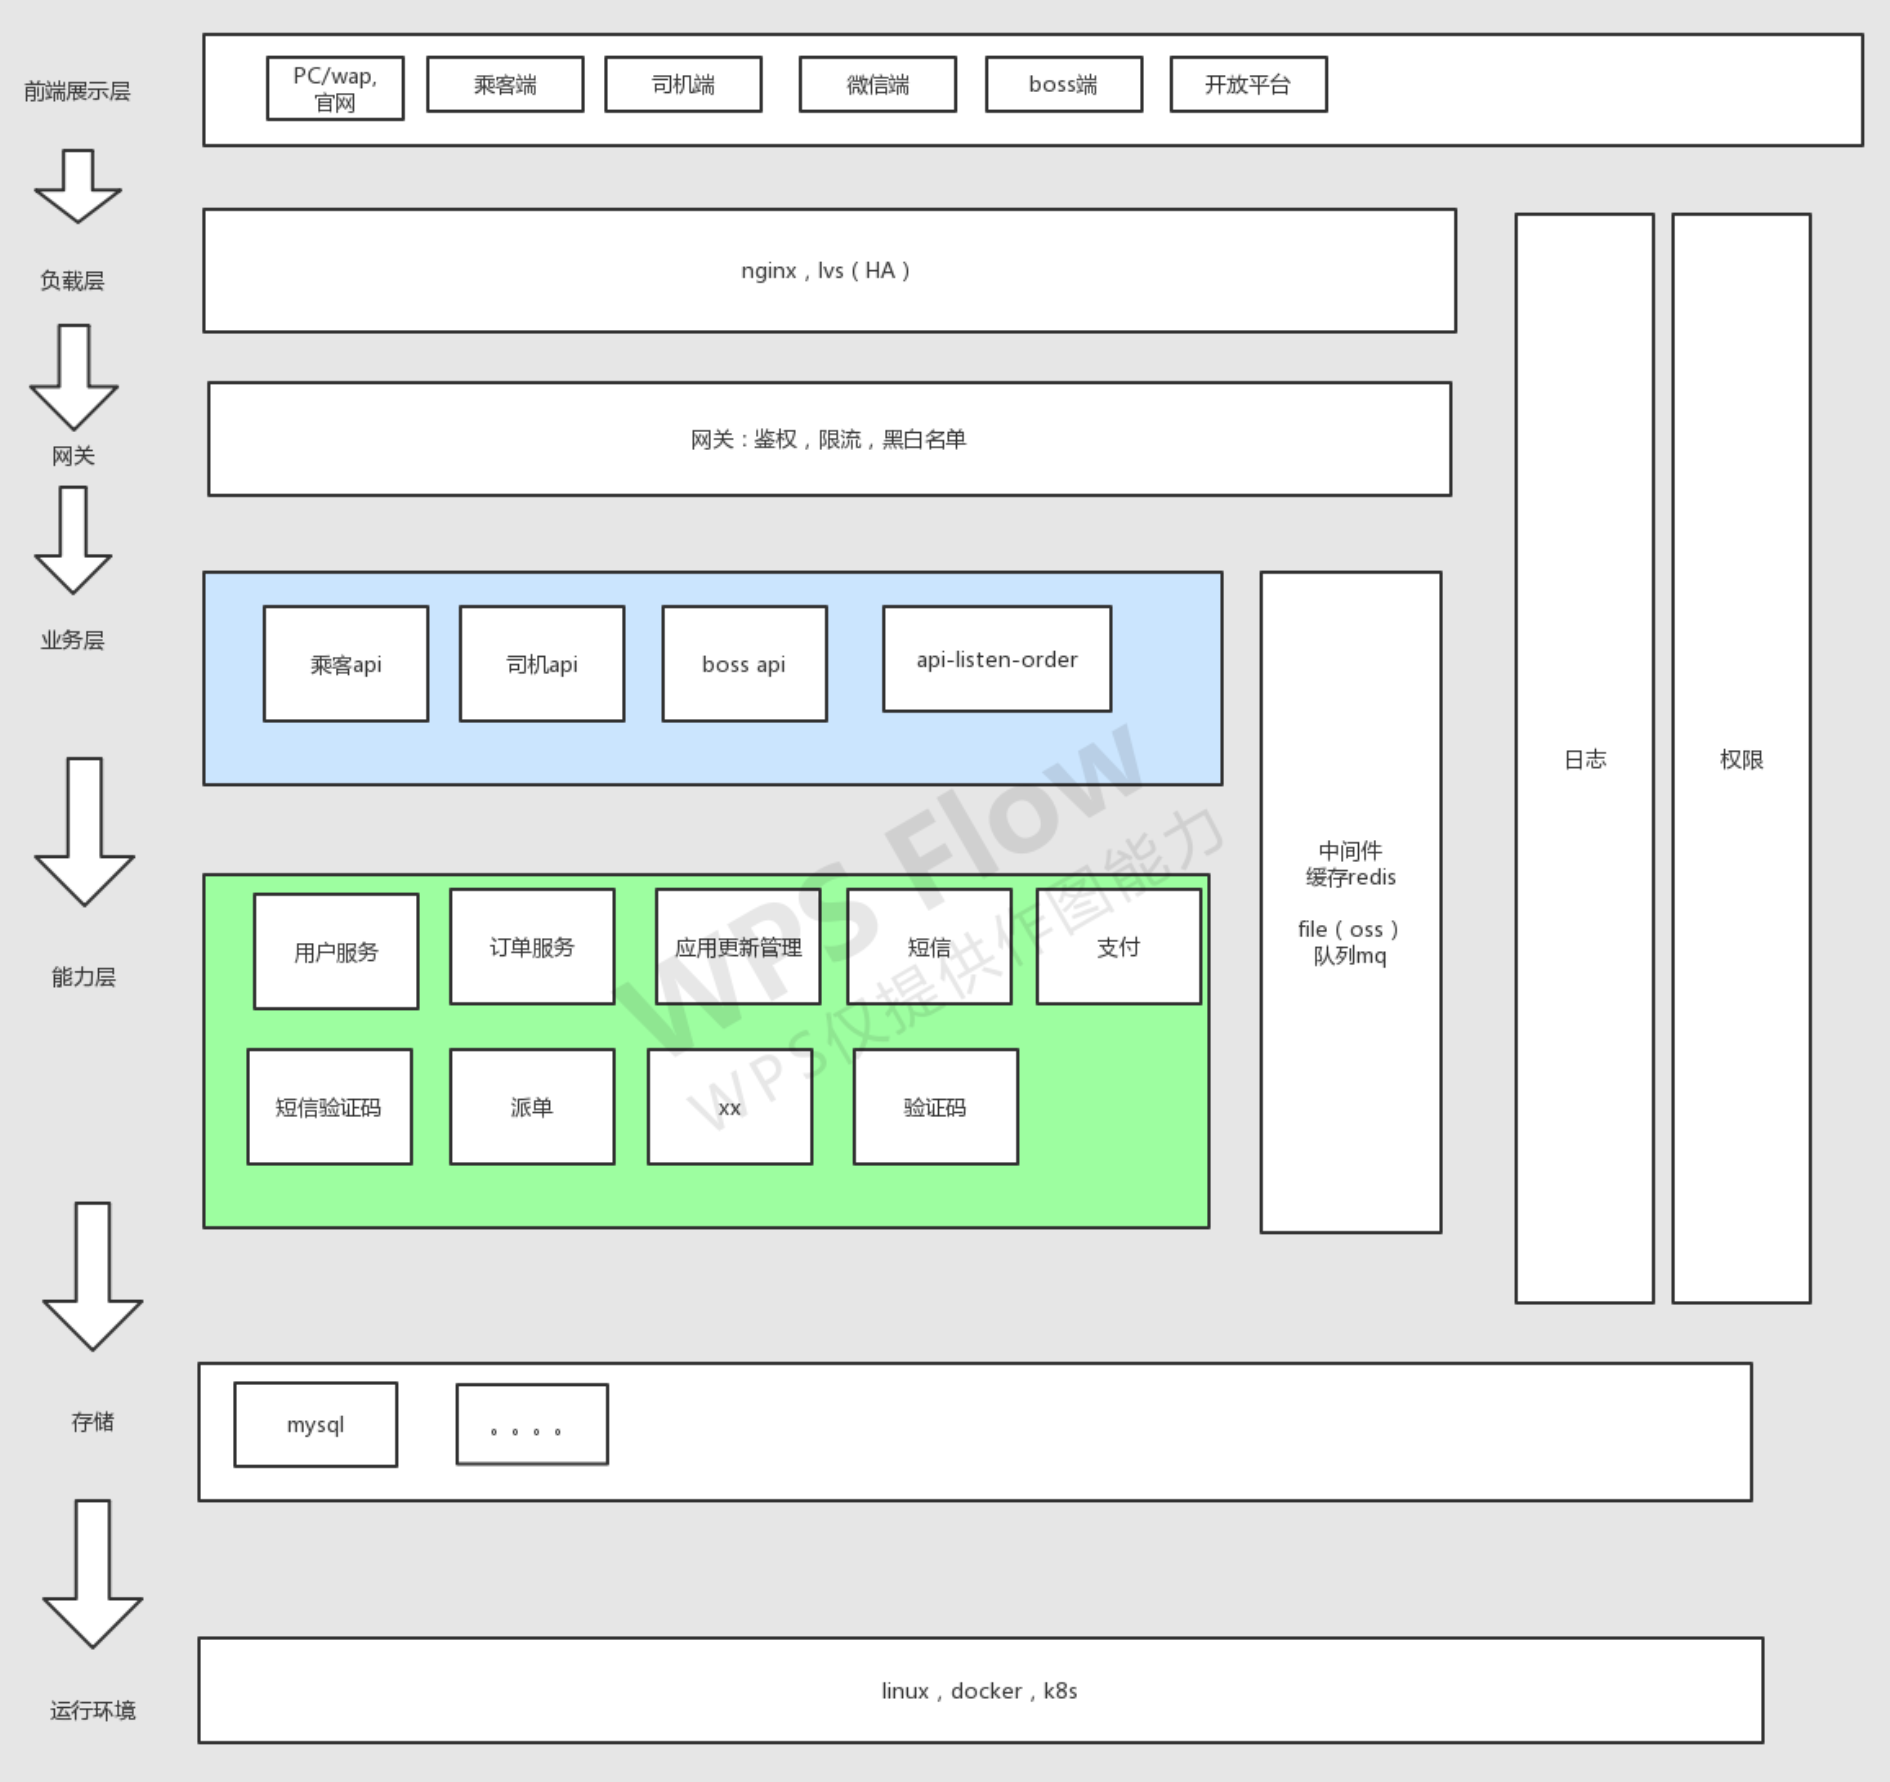 前端展示层
PC/wap,
官网
乘客端
司机端
微信端
boss端
开放平台
负载层
nginx，lvs（HA）
网关
网关：鉴权，限流，黑白名单
业务层
乘客api
司机api
boss api
api-listen-order
能力层
用户服务
订单服务
应用更新管理
短信
支付
短信验证码
派单
xx
验证码
中间件
缓存redis
file（oss）
队列mq
日志
权限
WPS Flow
WPS仅提供作图能力
存储
mysql
。。。。
运行环境
linux，docker，k8s